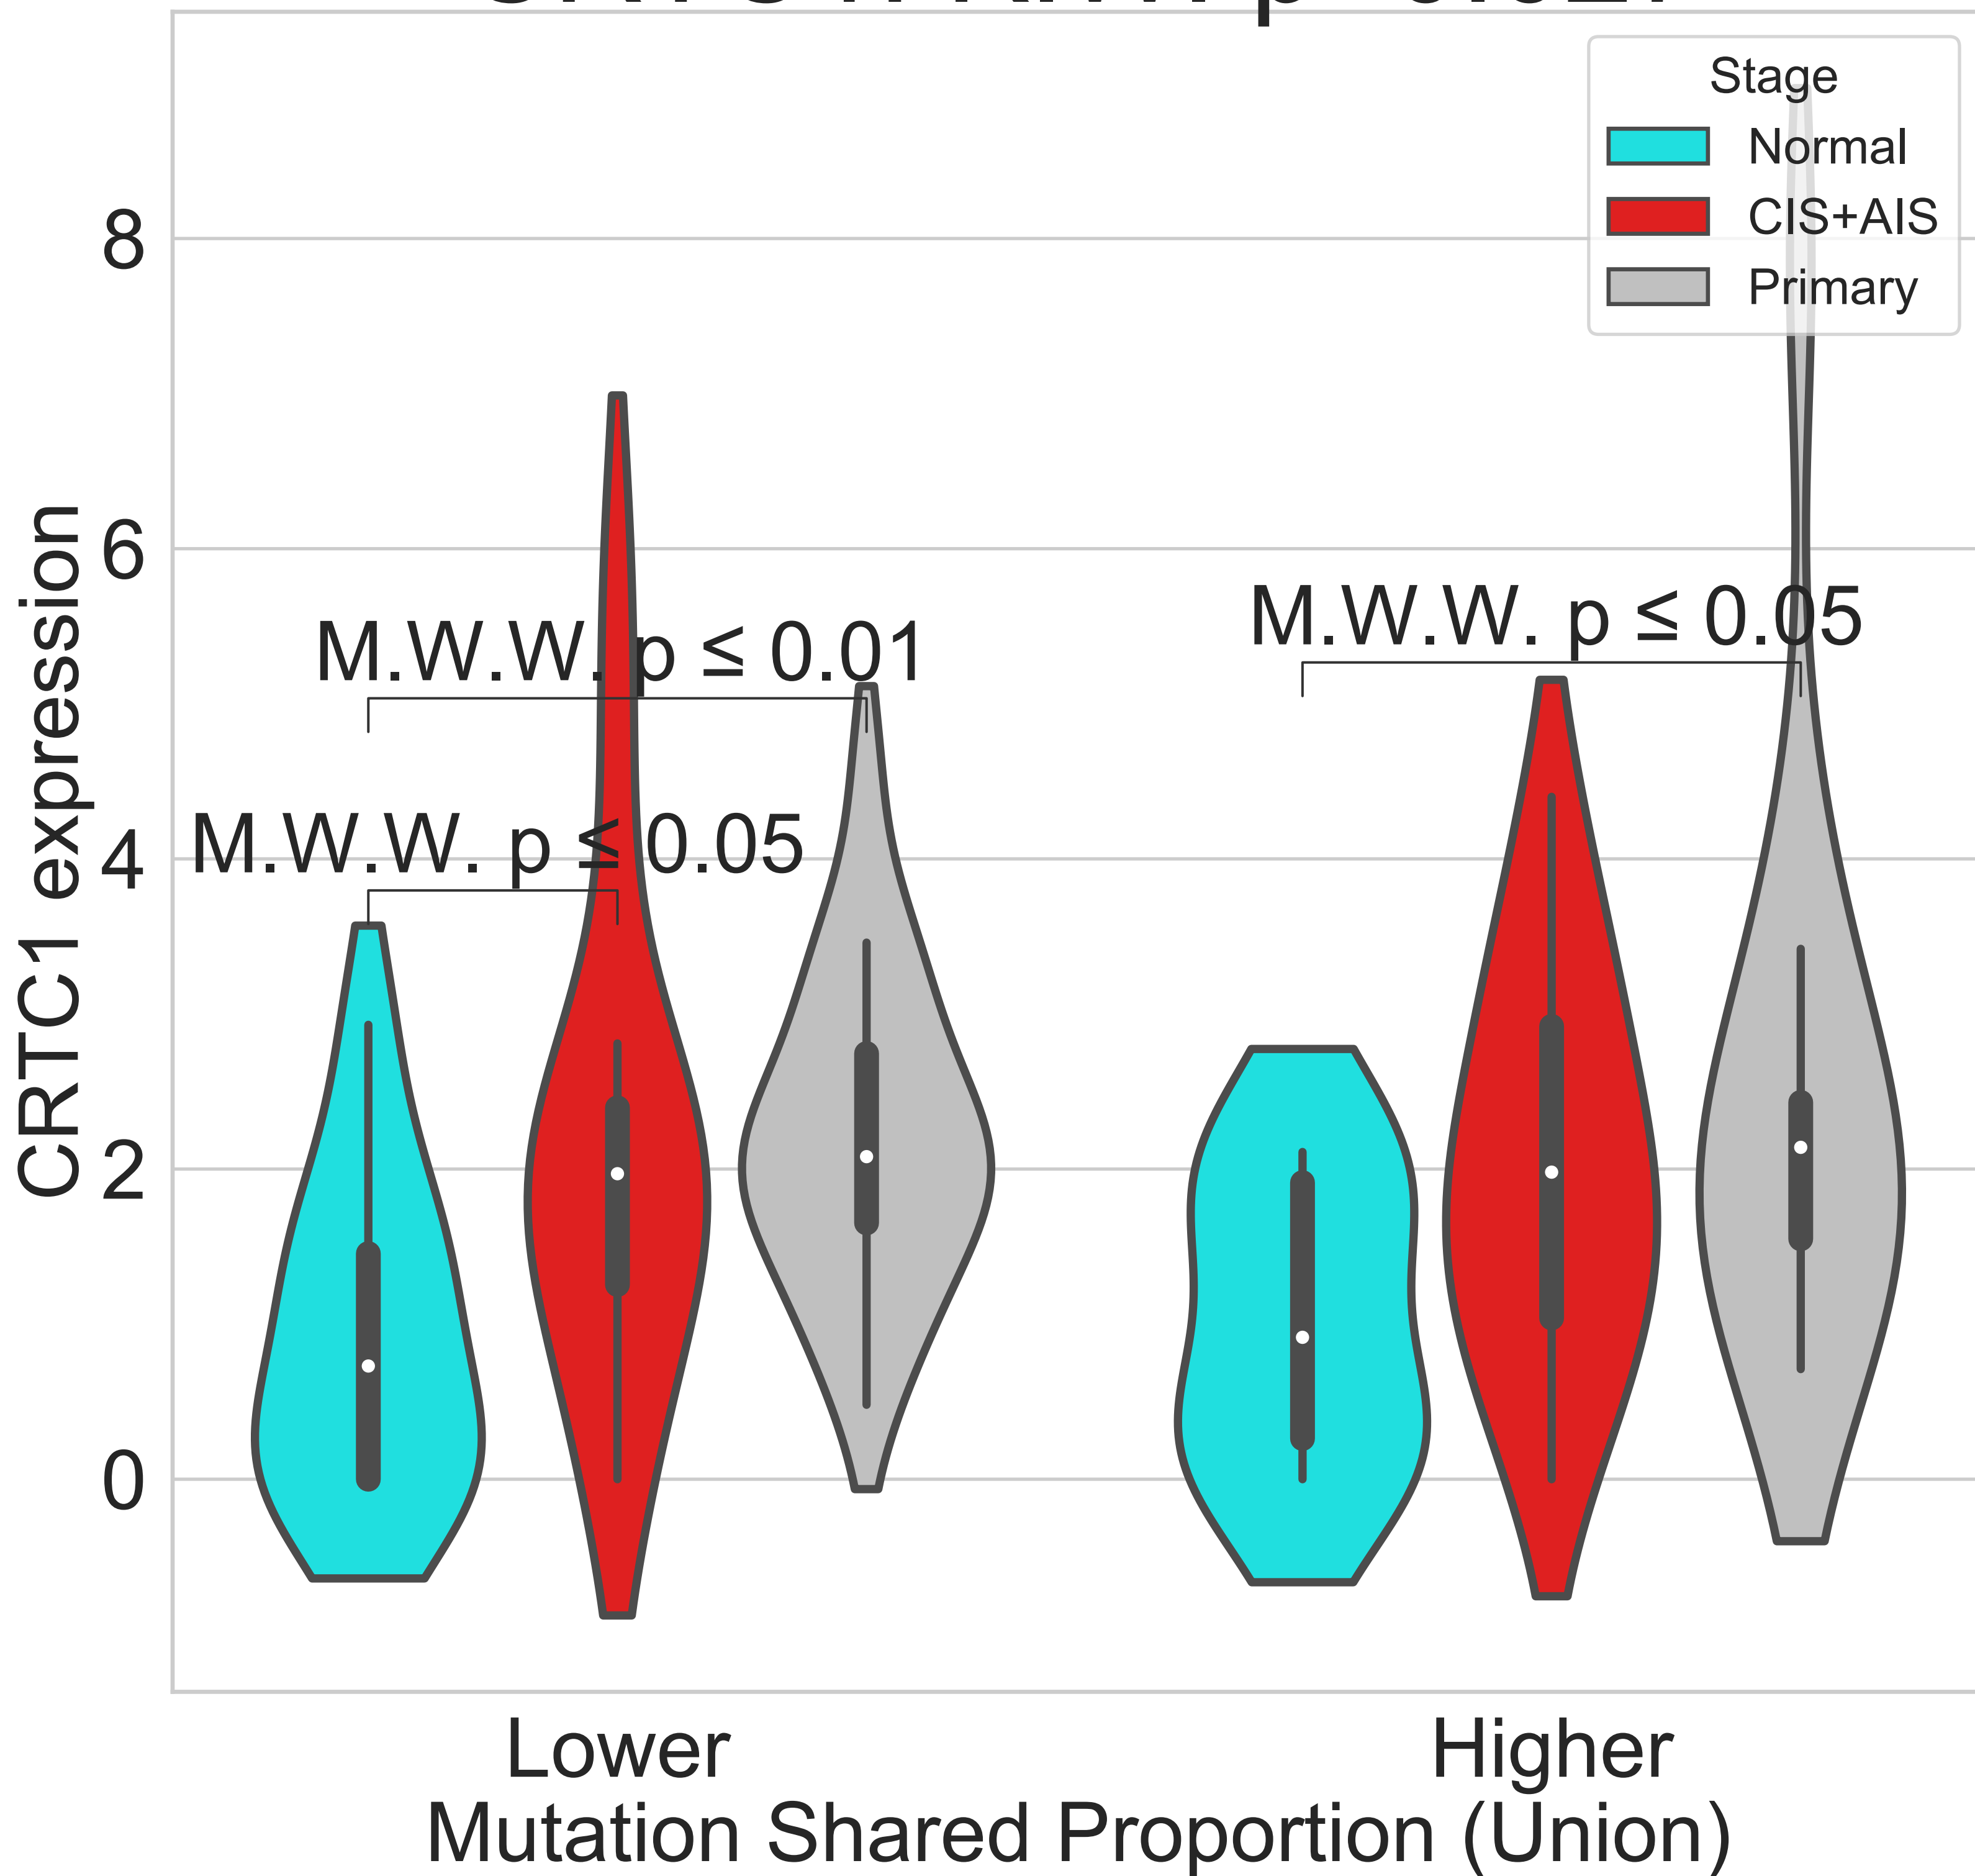 Stage
Normal
CIS+AIS
Primary
8
6
4
2
0
CRTC1 expression
M.W.W. p ≤ 0.01
M.W.W. p ≤ 0.05
M.W.W. p ≤ 0.05
Lower
Higher
Mutation Shared Proportion (Union)